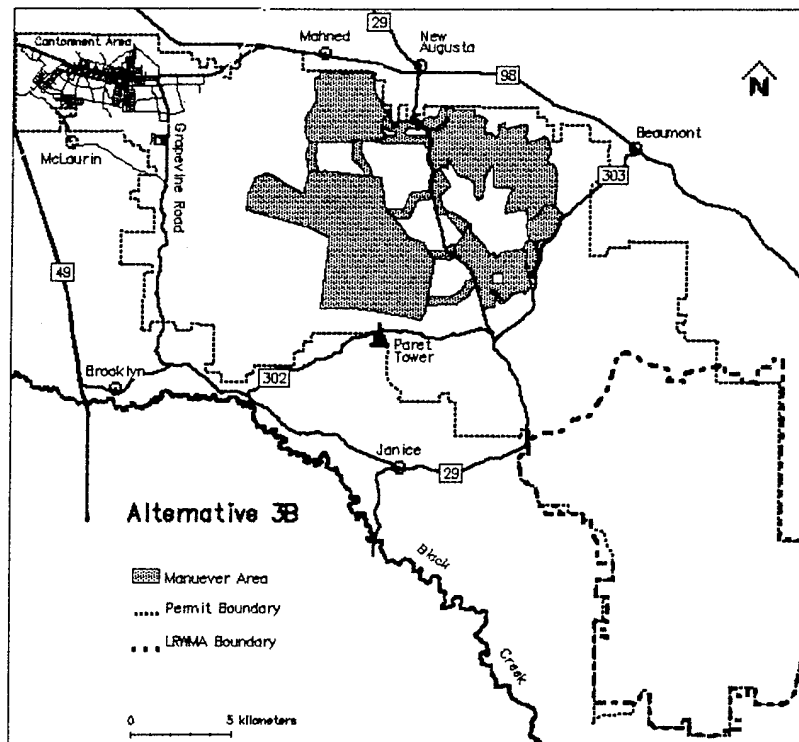 29
Mahned
New
Augusta
Cantonment Area
98
N
Beaumont
McLaurin
Grapevine Road
303
49
Paret
Tower
Brooklyn
302
Janice
29
Alternative 3B
Black
Creek
Manuever Area
Permit Boundary
LRWMA Boundary
0 5 kilometers